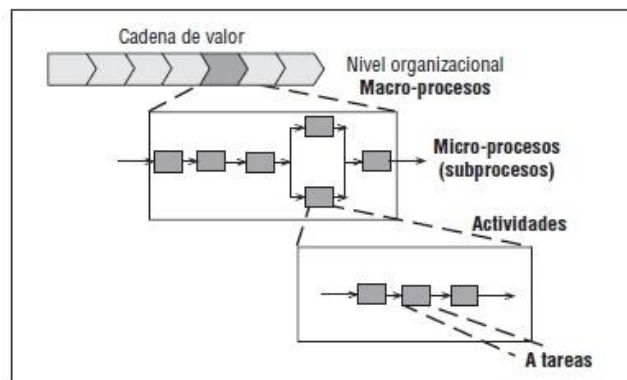 Cadena de valor
Nivel organizacional
Macro-procesos
Micro-procesos
(subprocesos)
Actividades
A tareas